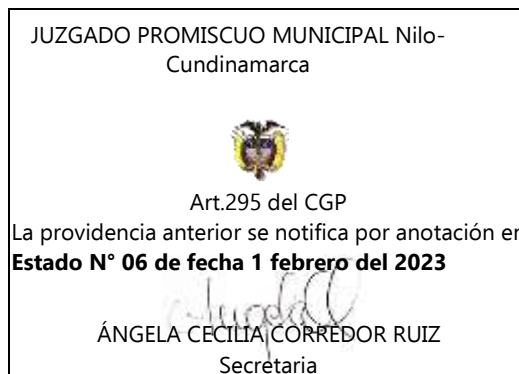 JUZGADO PROMISCUO MUNICIPAL Nilo-
Cundinamarca
Art.295 del CGP
La providencia anterior se notifica por anotación en
Estado N° 06 de fecha 1 febrero del 2023
ÁNGELA CECILIA CORREDOR RUIZ
Secretaria